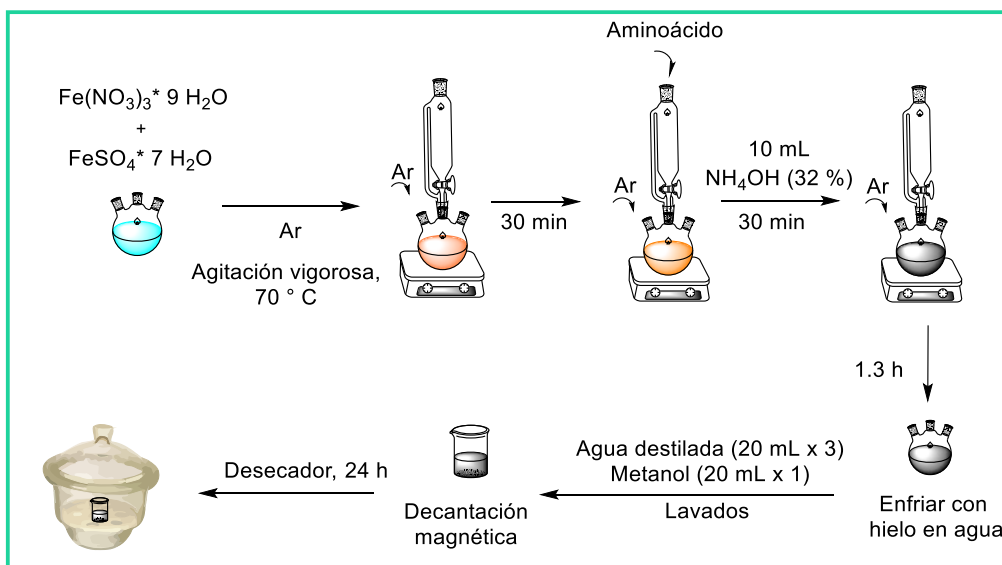 Fe(NO₃)₃* 9 H₂O
+
FeSO₄* 7 H₂O
Ar
Agitación vigorosa,
70 ° C
Ar
30 min
Aminoácido
Ar
10 mL
NH₄OH (32 %)
30 min
Ar
1.3 h
Enfriar con
hielo en agua
Agua destilada (20 mL x 3)
Metanol (20 mL x 1)
Lavados
Decantación
magnética
Desecador, 24 h